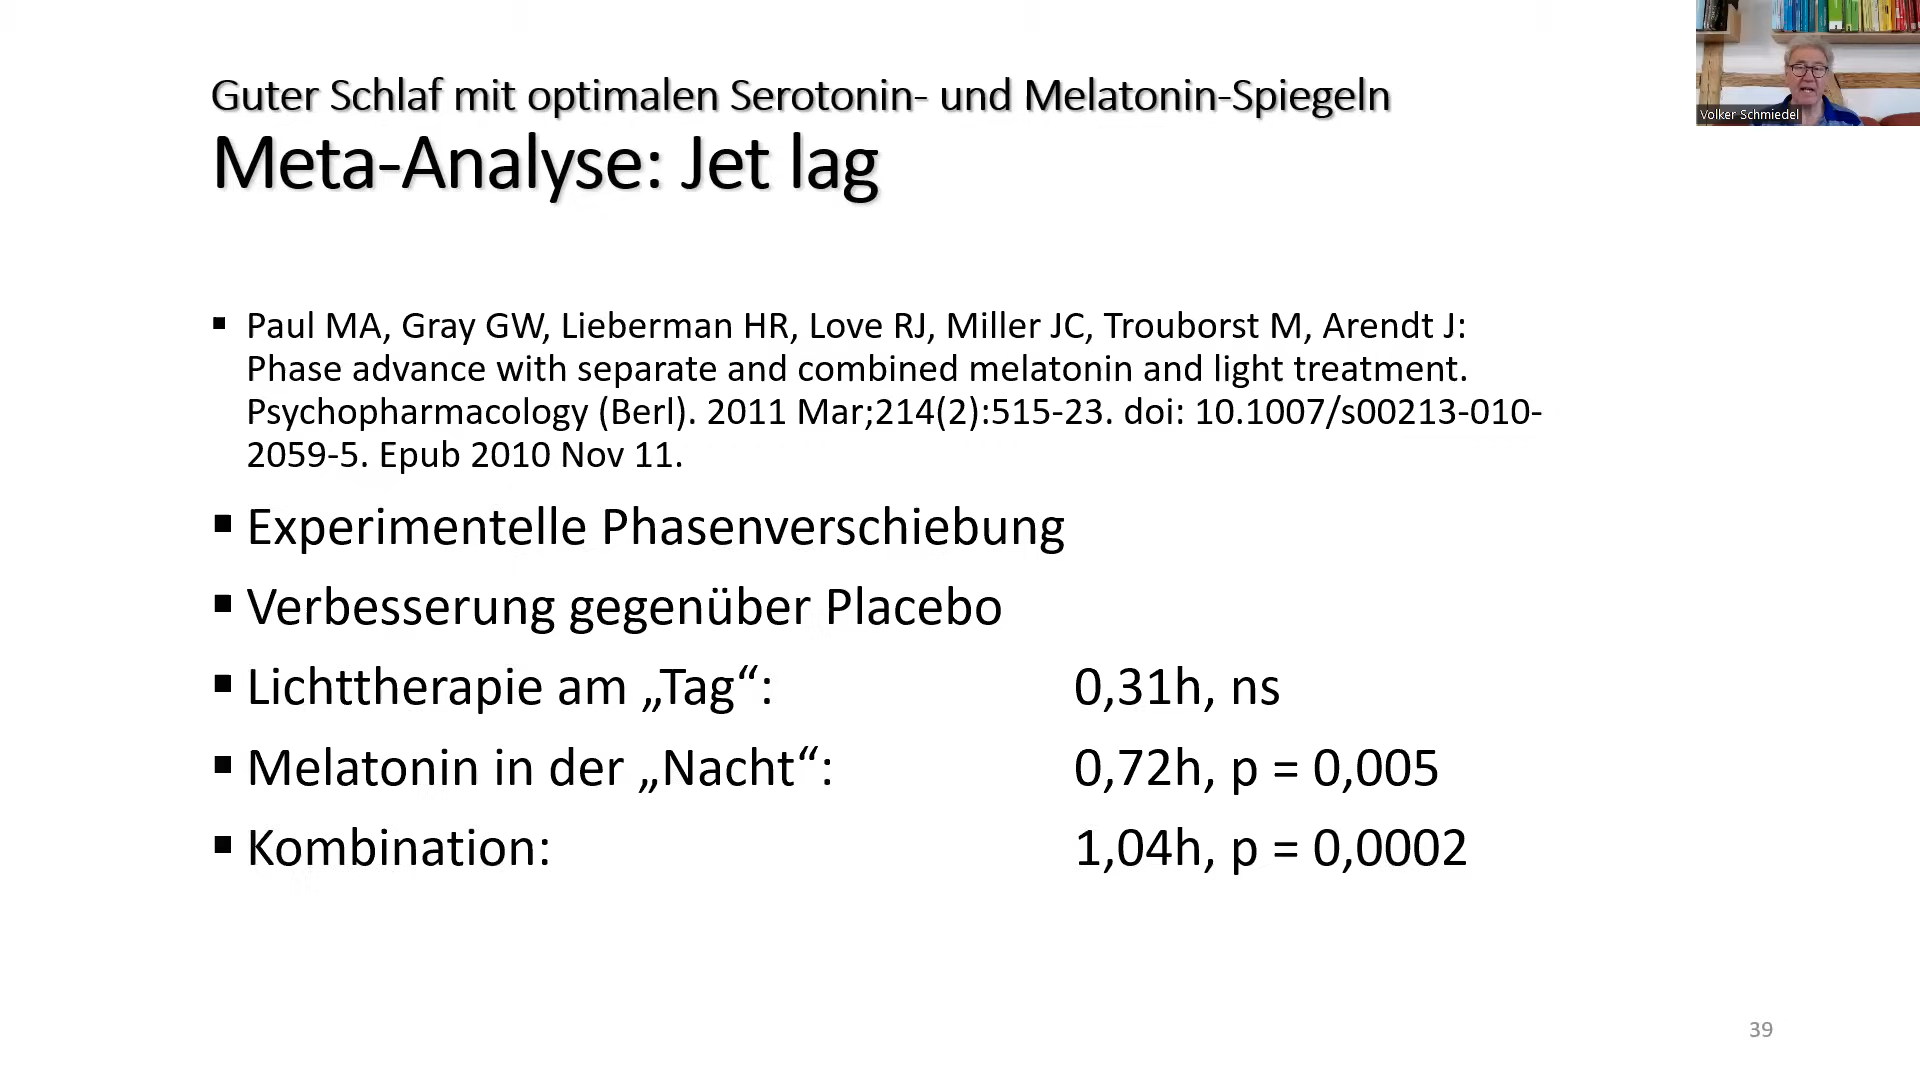 Guter Schlaf mit optimalen Serotonin- und Melatonin-Spiegeln
Meta-Analyse: Jet lag
Volker Schmiedel
▪ Paul MA, Gray GW, Lieberman HR, Love RJ, Miller JC, Trouborst M, Arendt J:
Phase advance with separate and combined melatonin and light treatment.
Psychopharmacology (Berl). 2011 Mar;214(2):515-23. doi: 10.1007/s00213-010-
2059-5. Epub 2010 Nov 11.
▪ Experimentelle Phasenverschiebung
▪ Verbesserung gegenüber Placebo
▪ Lichttherapie am „Tag“: 0,31h, ns
▪ Melatonin in der „Nacht“: 0,72h, p = 0,005
▪ Kombination: 1,04h, p = 0,0002
39